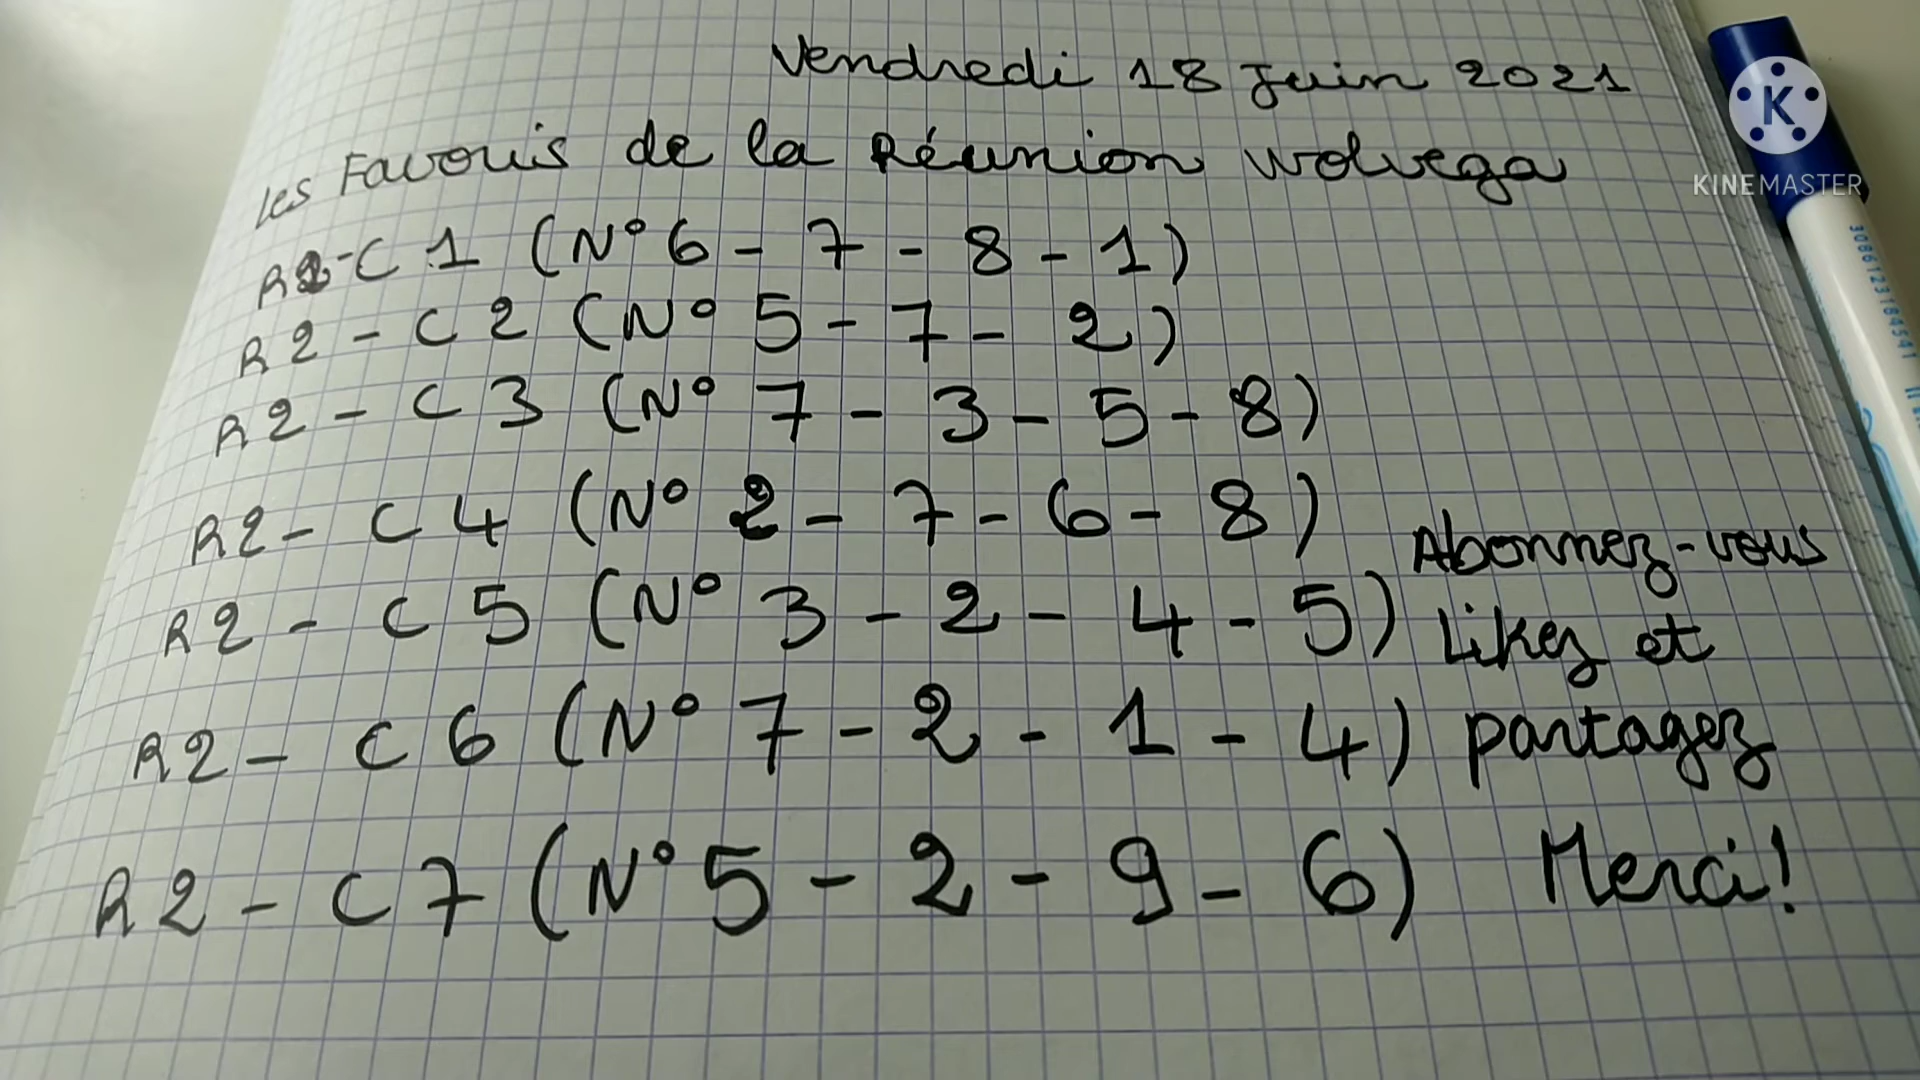 Vendredi 18 Juin 2021
Les Favoris de la Réunion wolvega
R2-C1 (N° 6 - 7 - 8 - 1)
R2 - C2 (N° 5 - 7 - 2)
R2 - C3 (N° 7 - 3 - 5 - 8)
R2 - C4 (N° 2 - 7 - 6 - 8)
R2 - C5 (N° 3 - 2 - 4 - 5)
R2 - C6 (N° 7 - 2 - 1 - 4)
R2 - C7 (N° 5 - 2 - 9 - 6)
Abonnez-vous
Likez et
partagez
Merci!
K
KINEMASTER
3086123184541